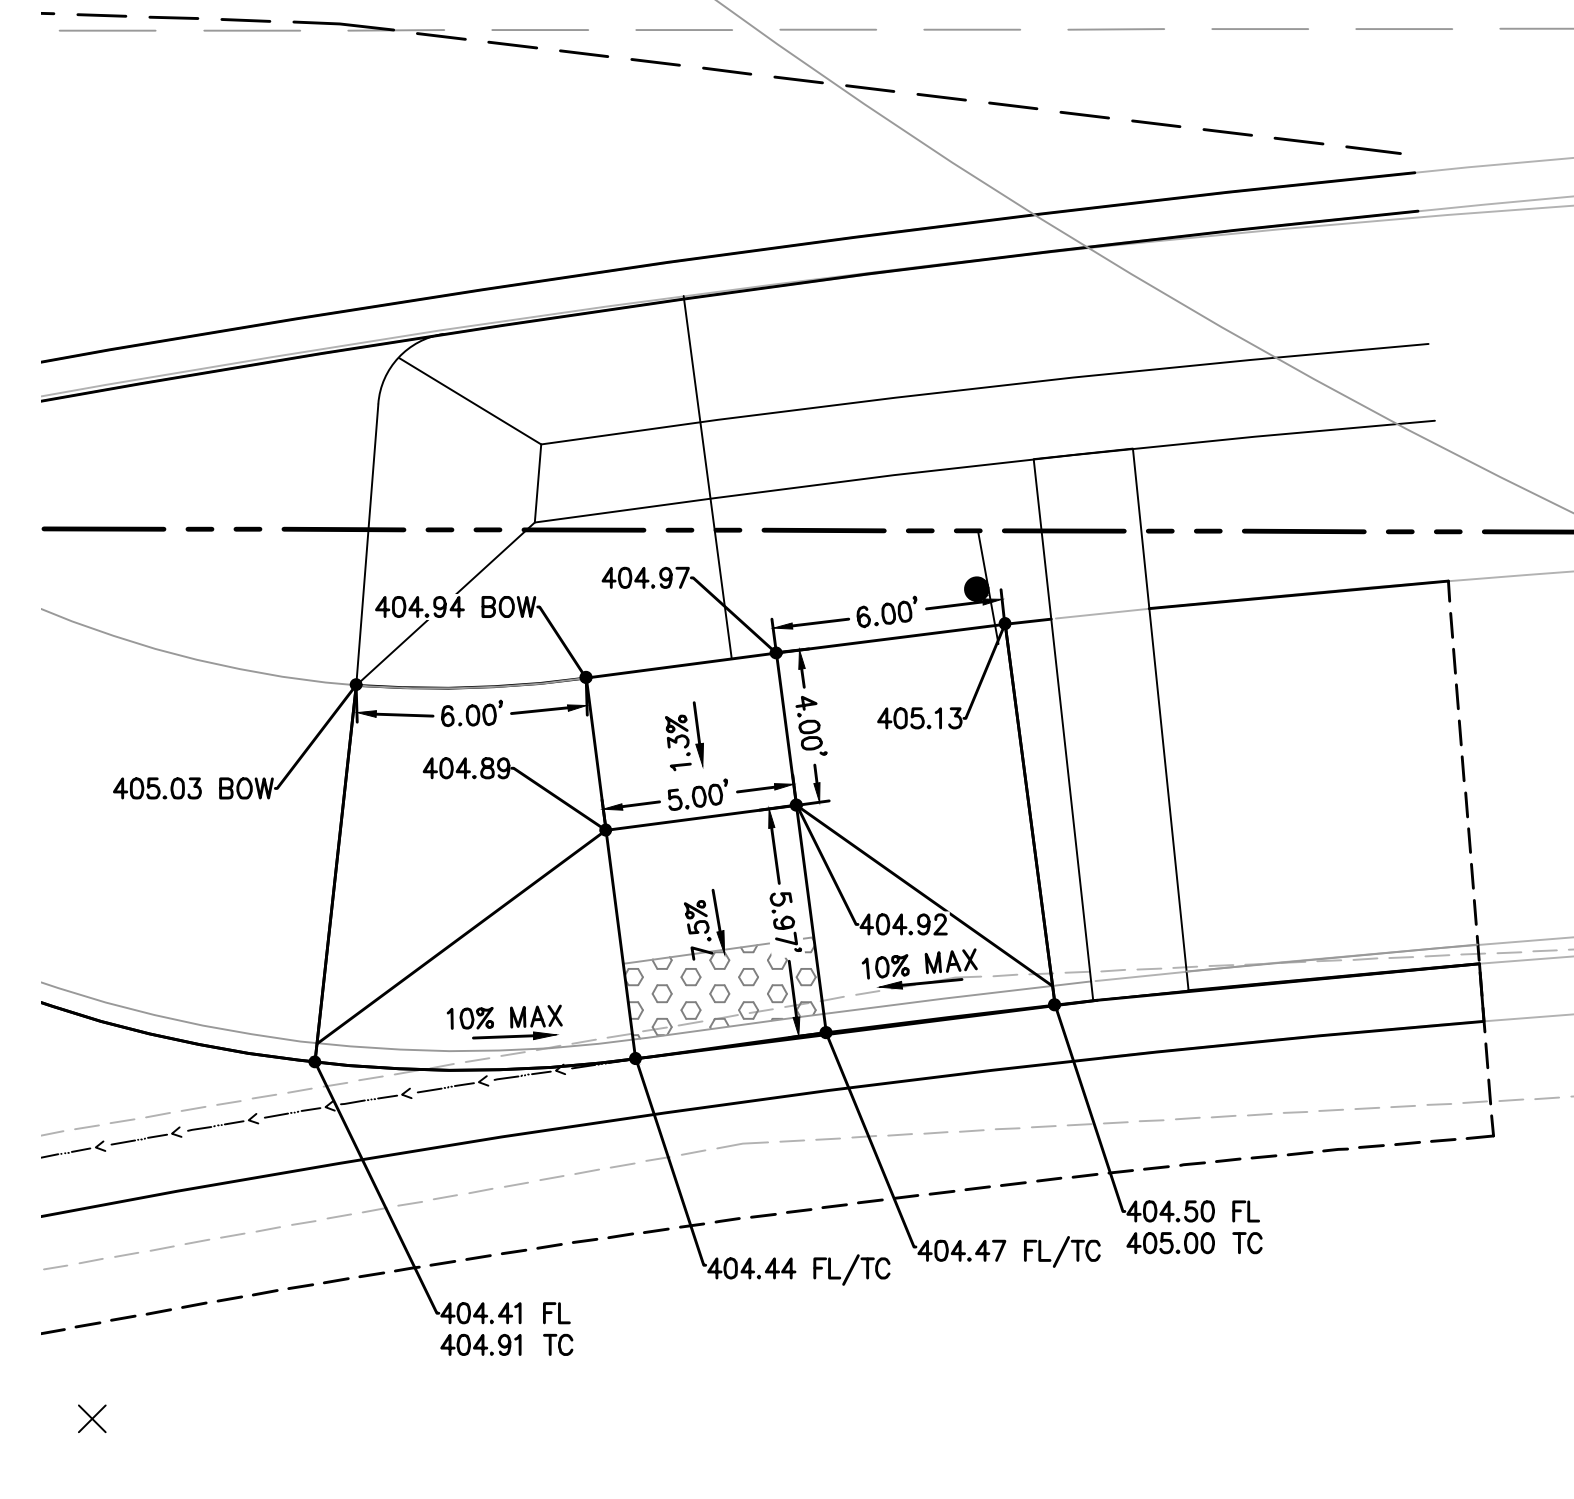 404.97
404.94 BOW
6.00'
6.00'
4.00'
405.13
1.3%
405.03 BOW
404.89
5.00'
7.5%
5.97'
404.92
10% MAX
10% MAX
404.50 FL
405.00 TC
404.47 FL/TC
404.44 FL/TC
404.41 FL
404.91 TC